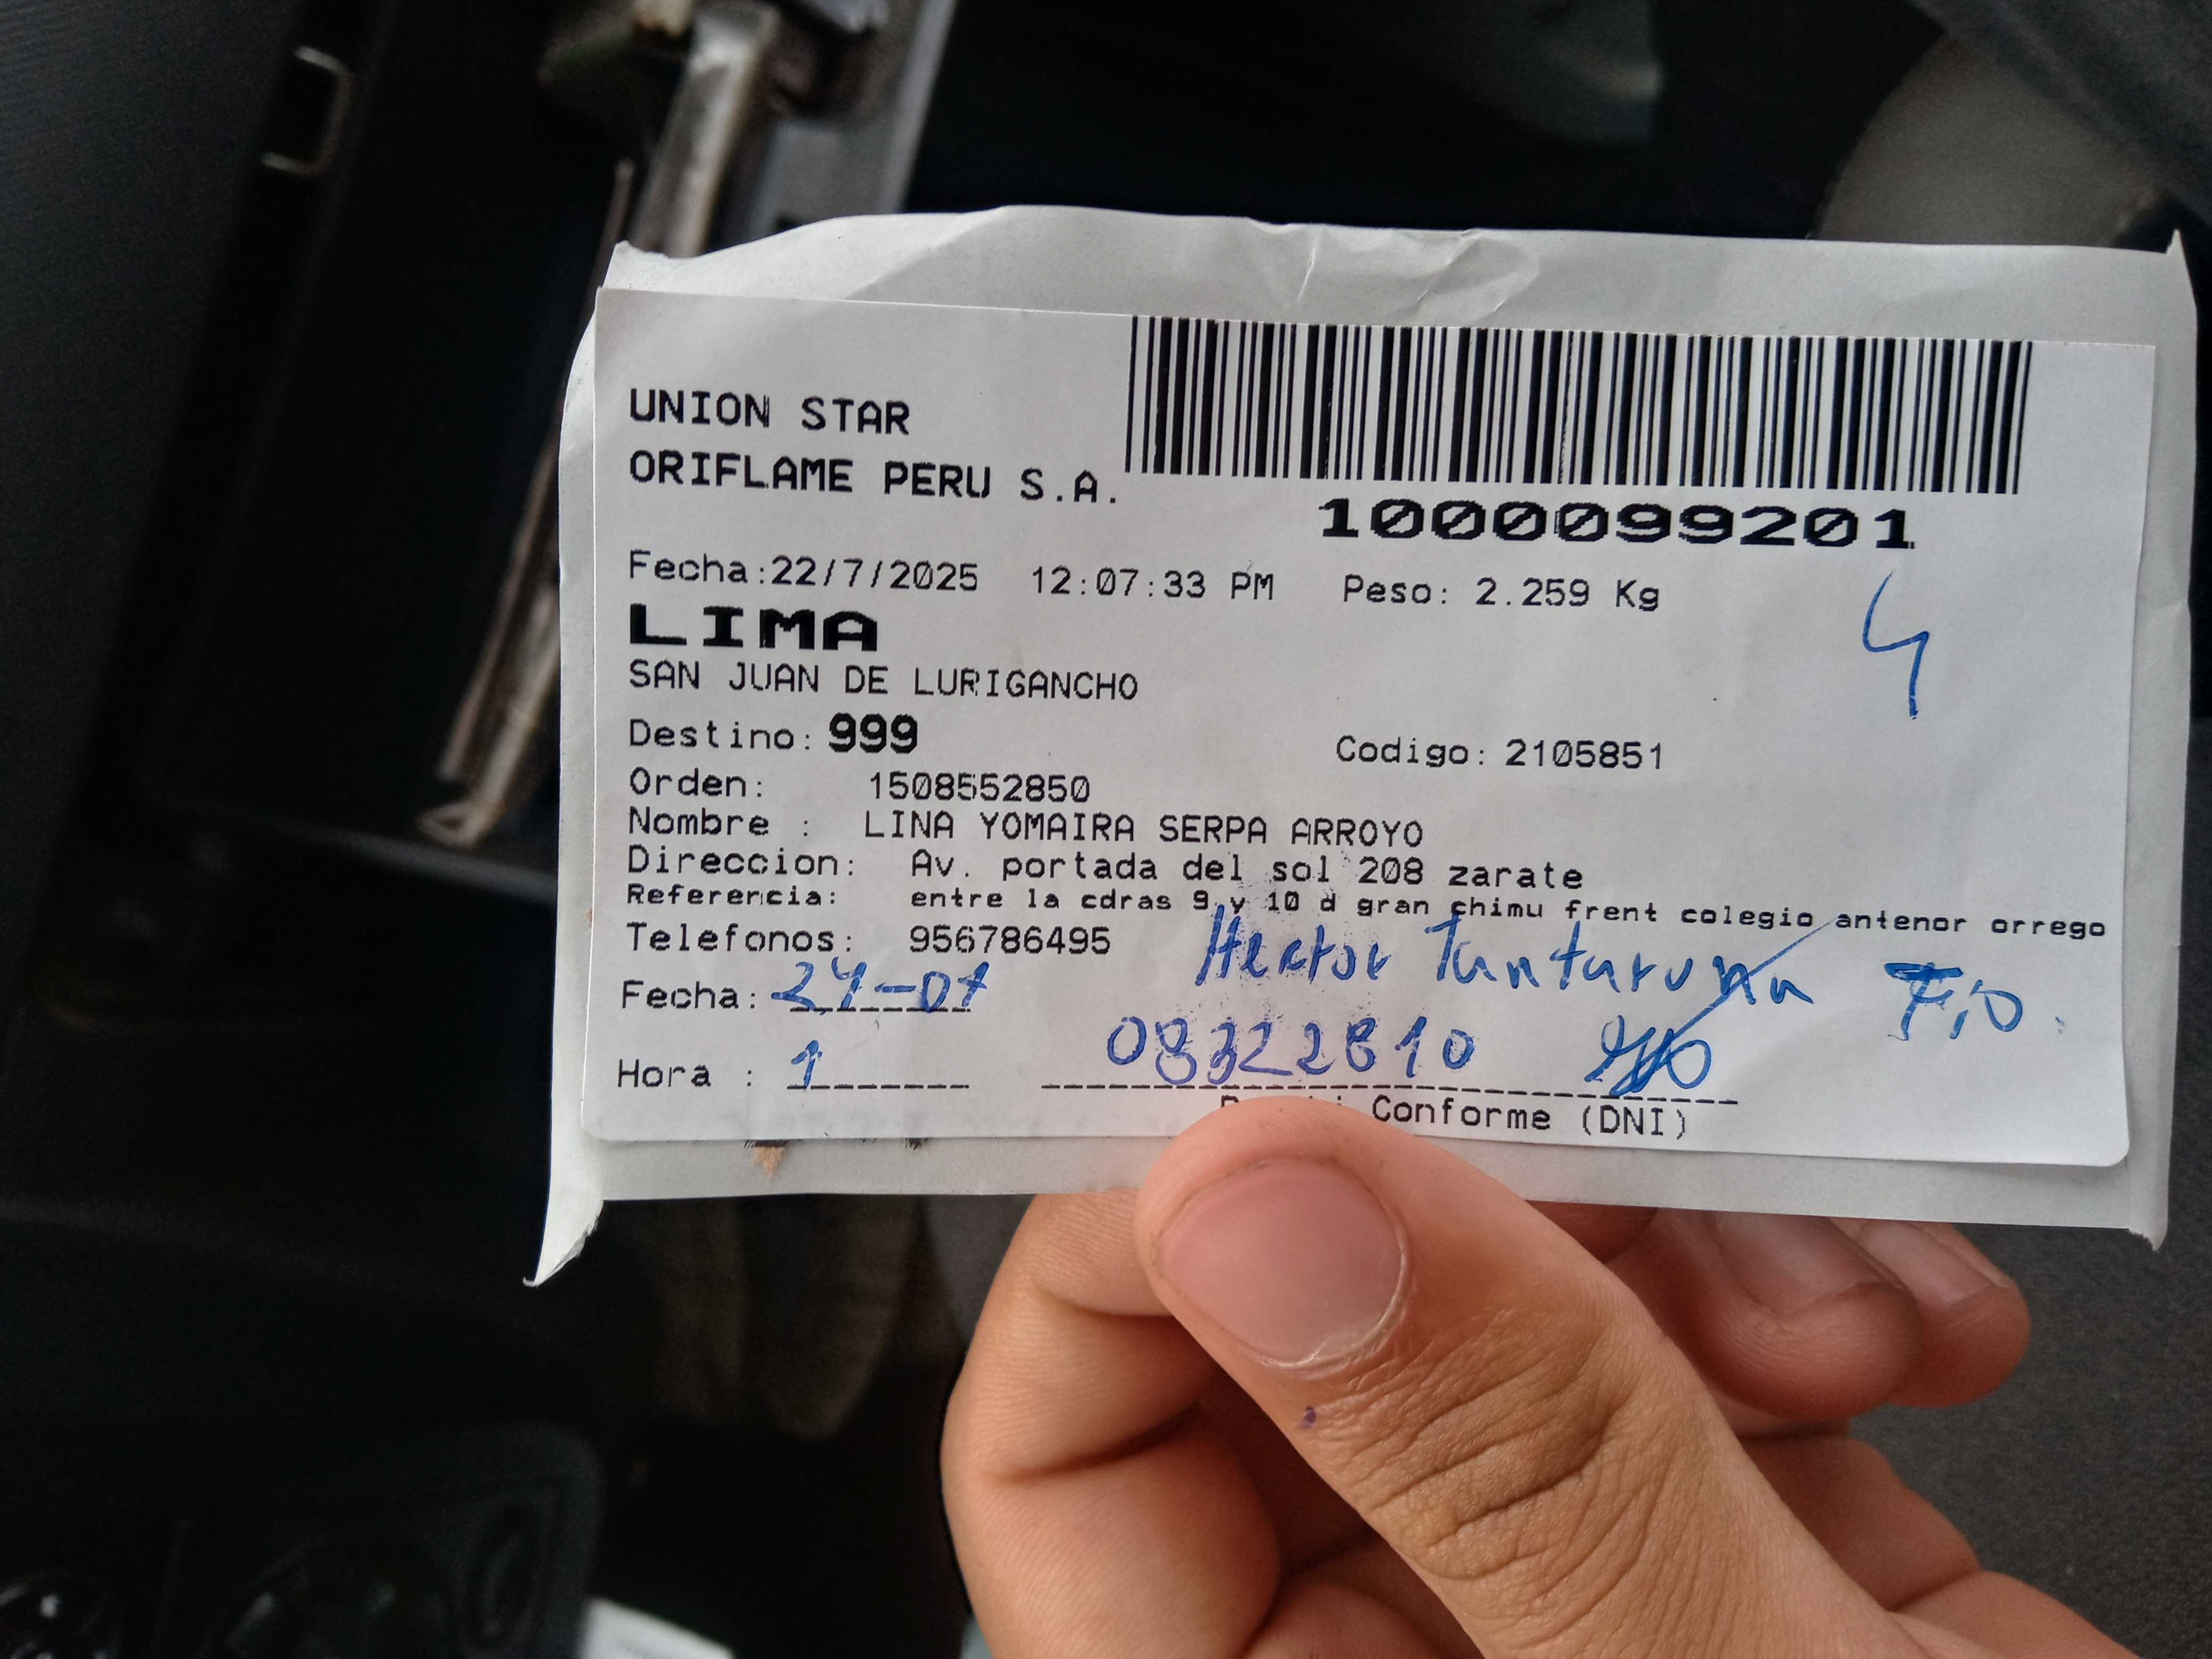 UNION STAR
ORIFLAME PERU S.A.
1000099201
Fecha:22/7/2025 12:07:33 PM Peso: 2.259 Kg
4
LIMA
SAN JUAN DE LURIGANCHO
Destino: 999 Codigo: 2105851
Orden: 1508552850
Nombre : LINA YOMAIRA SERPA ARROYO
Direccion: Av. portada del sol 208 zarate
Referencia: entre la cdras 9 y 10 d gran chimu frent colegio antenor orrego
Telefonos: 956786495 Hector
Fecha: 24-07
Hora : 1
Conforme (DNI)